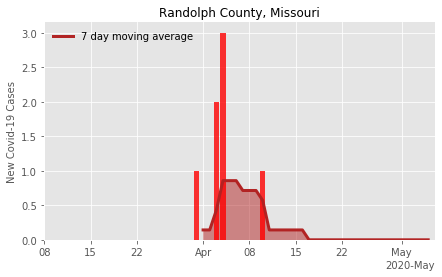 Randolph County, Missouri
7 day moving average
New Covid-19 Cases
3.0
2.5
2.0
1.5
1.0
0.5
0.0
08 15 22 Apr 08 15 22 May
2020-May